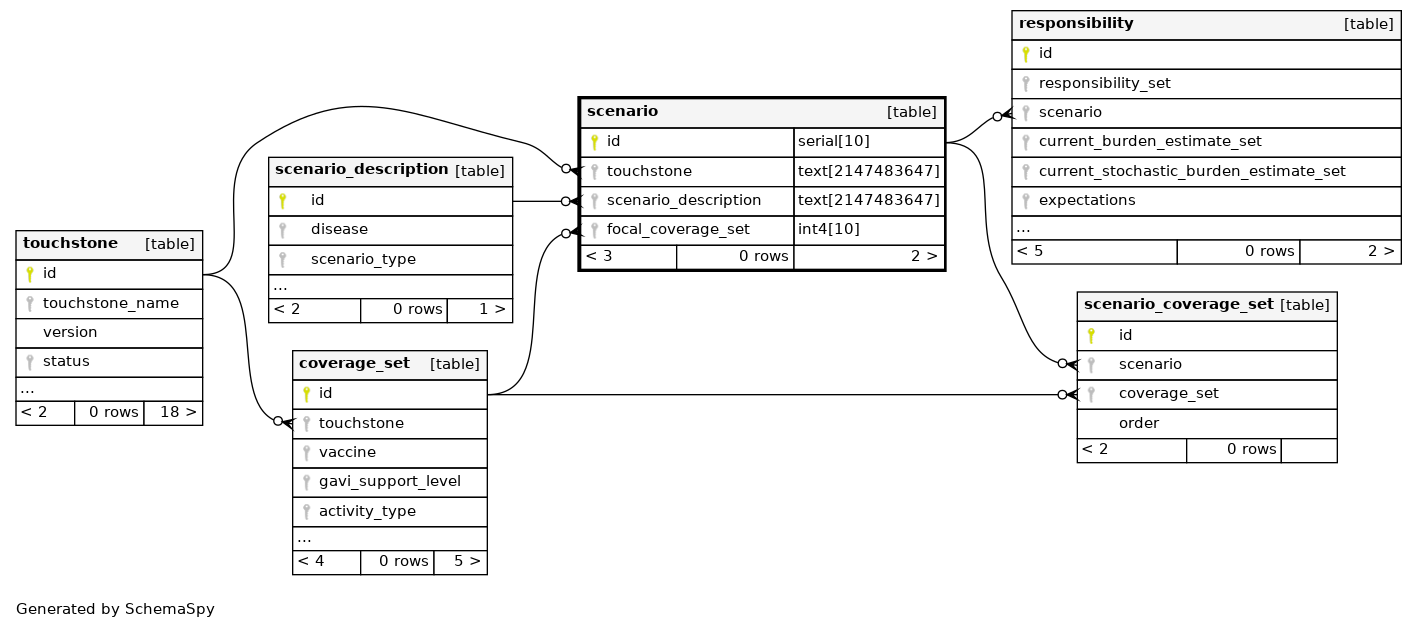 touchstone [table]
id
touchstone_name
version
status
...
< 2 0 rows 18 >
scenario_description [table]
id
disease
scenario_type
...
< 2 0 rows 1 >
coverage_set [table]
id
touchstone
vaccine
gavi_support_level
activity_type
...
< 4 0 rows 5 >
scenario [table]
id serial[10]
touchstone text[2147483647]
scenario_description text[2147483647]
focal_coverage_set int4[10]
< 3 0 rows 2 >
responsibility [table]
id
responsibility_set
scenario
current_burden_estimate_set
current_stochastic_burden_estimate_set
expectations
...
< 5 0 rows 2 >
scenario_coverage_set [table]
id
scenario
coverage_set
order
< 2 0 rows
Generated by SchemaSpy